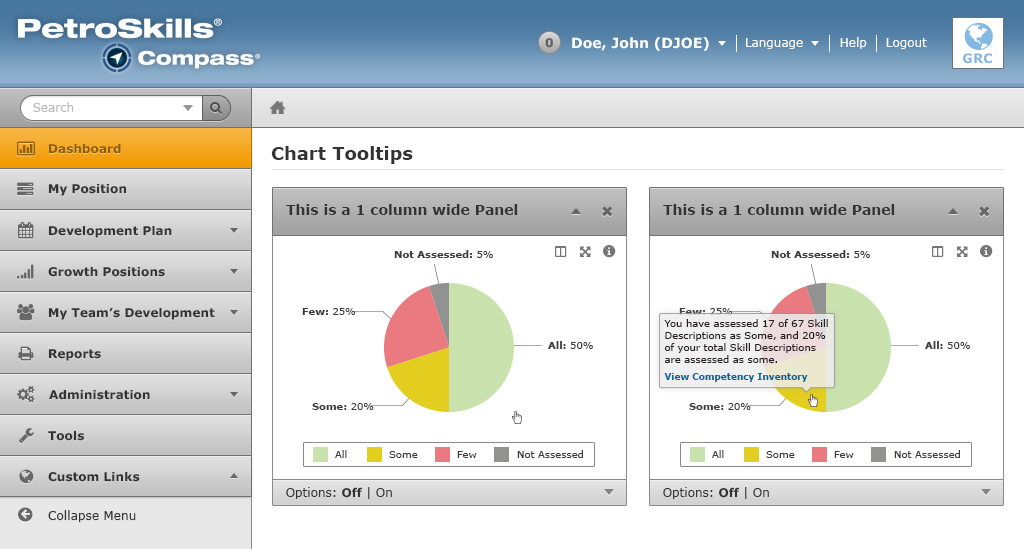 PetroSkills®
Compass®
0 Doe, John (DJOE) | Language | Help | Logout
GRC
Search
Dashboard
My Position
Development Plan
Growth Positions
My Team’s Development
Reports
Administration
Tools
Custom Links
Collapse Menu
Chart Tooltips
This is a 1 column wide Panel
Not Assessed: 5%
Few: 25%
All: 50%
Some: 20%
All Some Few Not Assessed
Options: Off | On
This is a 1 column wide Panel
Not Assessed: 5%
Few: 25%
You have assessed 17 of 67 Skill
Descriptions as Some, and 20%
of your total Skill Descriptions
are assessed as some.
View Competency Inventory
All: 50%
Some: 20%
All Some Few Not Assessed
Options: Off | On